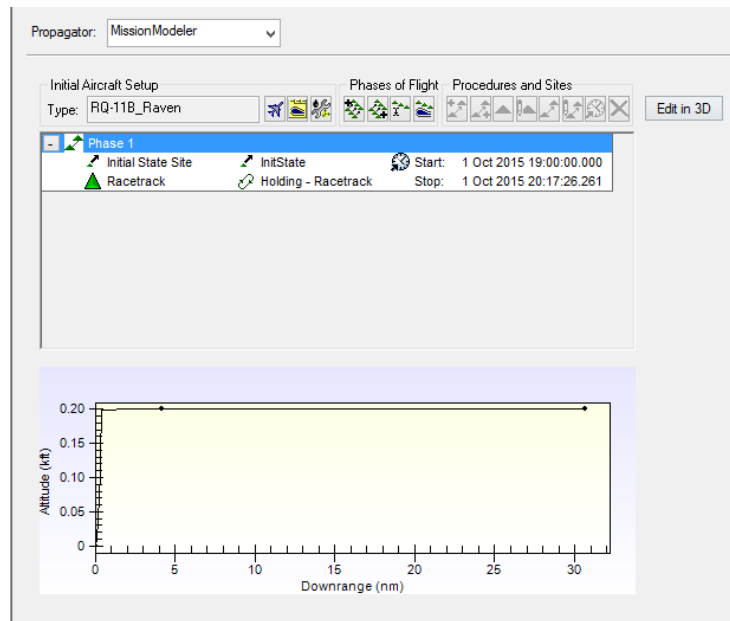 Propagator: MissionModeler
Initial Aircraft Setup Phases of Flight Procedures and Sites
Type: RQ-11B_Raven Edit in 3D
- Phase 1
Initial State Site InitState Start: 1 Oct 2015 19:00:00.000
Racetrack Holding - Racetrack Stop: 1 Oct 2015 20:17:26.261
0.20
0.15
0.10
0.05
0
Altitude (kft)
0 5 10 15 20 25 30
Downrange (nm)